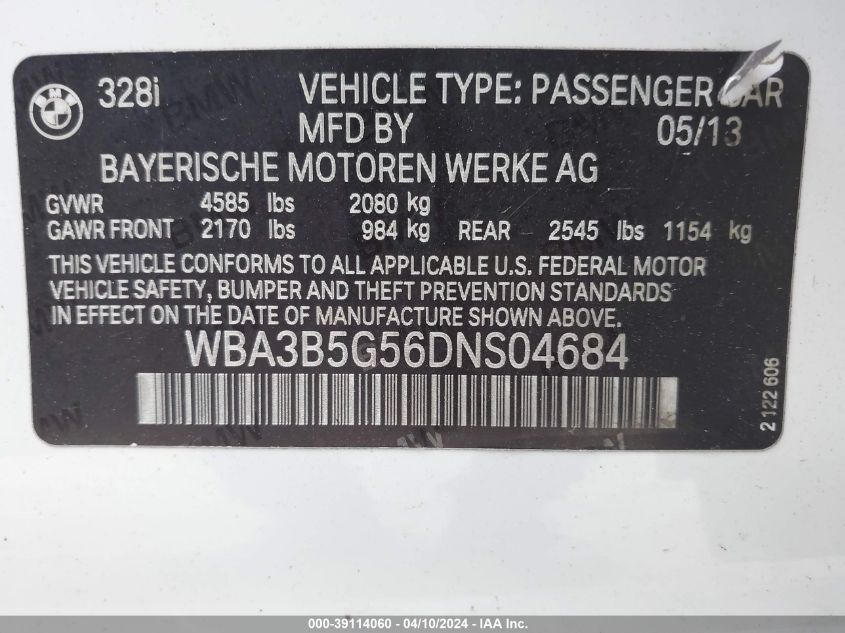 BMW 328i VEHICLE TYPE: PASSENGER CAR
MFD BY 05/13
BAYERISCHE MOTOREN WERKE AG
GVWR 4585 lbs 2080 kg
GAWR FRONT 2170 lbs 984 kg REAR 2545 lbs 1154 kg
THIS VEHICLE CONFORMS TO ALL APPLICABLE U.S. FEDERAL MOTOR
VEHICLE SAFETY, BUMPER AND THEFT PREVENTION STANDARDS
IN EFFECT ON THE DATE OF MANUFACTURE SHOWN ABOVE.
WBA3B5G56DNS04684
2 122 606
000-39114060 - 04/10/2024 - IAA Inc.